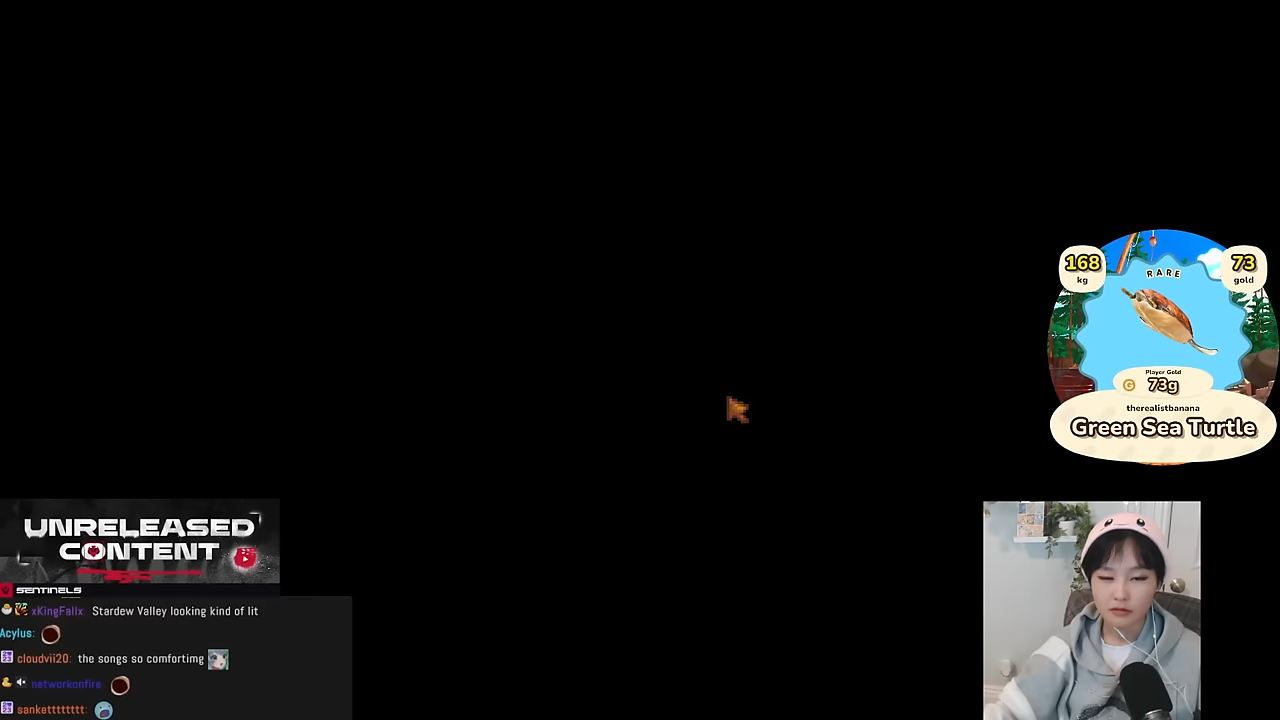 168
kg
RARE
73
gold
Player Gold
G 73g
therealistbanana
Green Sea Turtle
UNRELEASED
CONTENT
SENTINELS
xKingFallx: Stardew Valley looking kind of lit
Acylus:
cloudvii20: the songs so comfortimg
networkonfire
sankettttttttt: